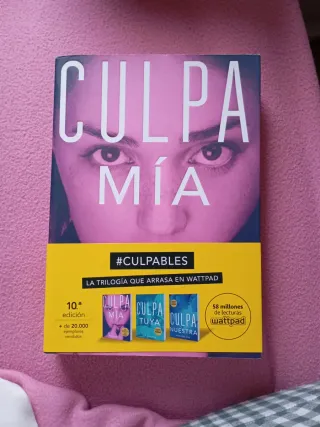 CULPA
MÍA
#CULPABLES
LA TRILOGÍA QUE ARRASA EN WATTPAD
10.ª
edición
+ de 20.000
ejemplares
vendidos
CULPA
MÍA
CULPA
TUYA
CULPA
NUESTRA
58 millones
de lecturas
wattpad